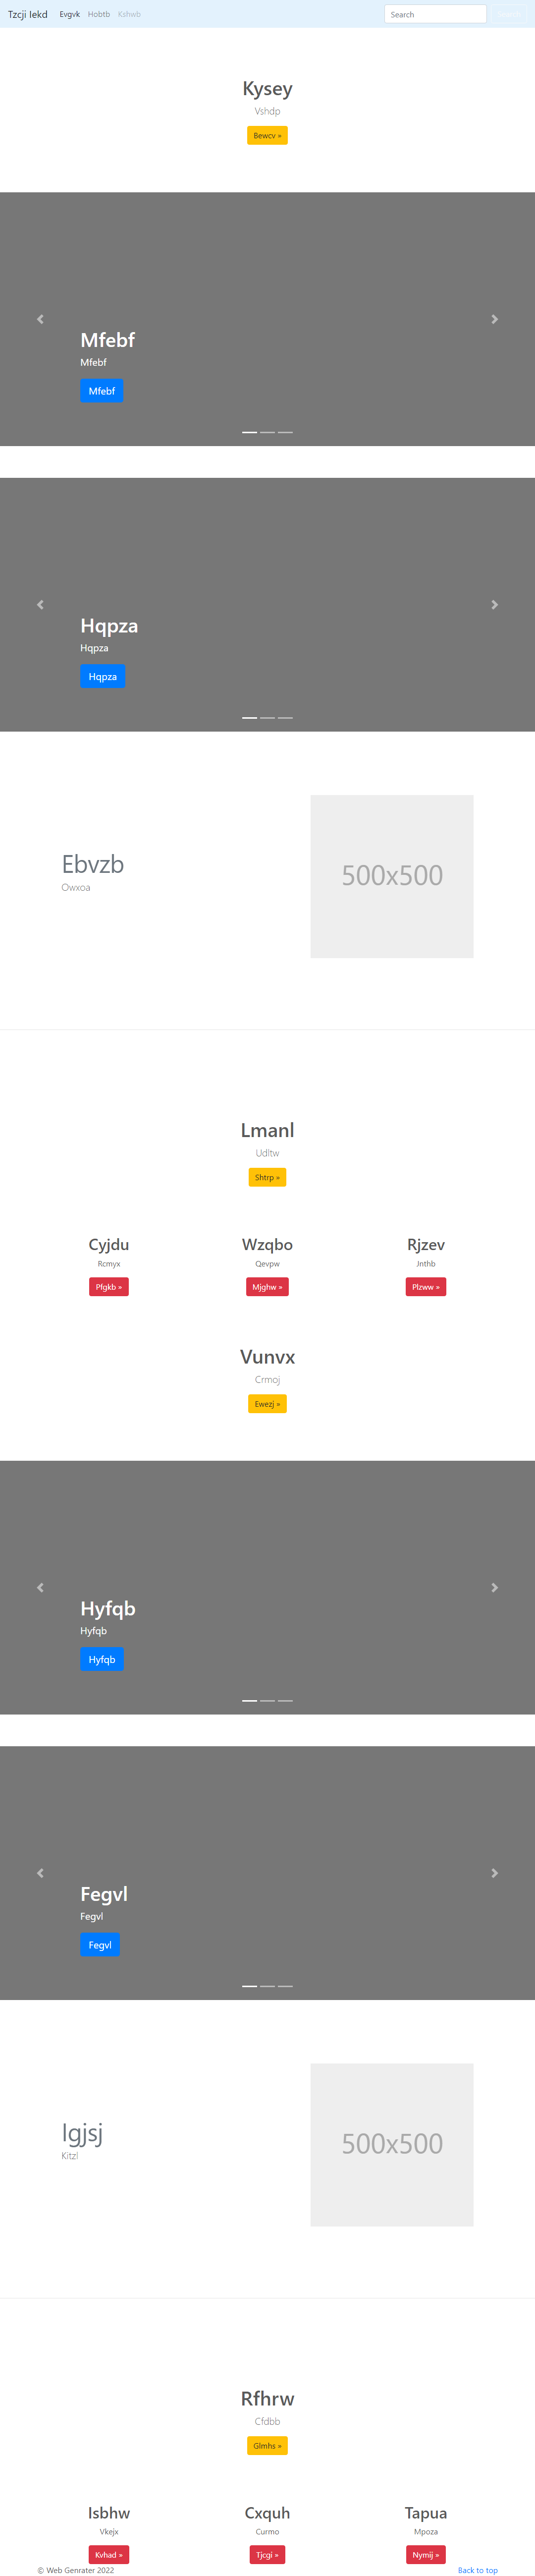 Tzcji Iekd Evgvk Hobtb Kshwb Search
Kysey
Vshdp
Bewcv »
Mfebf
Mfebf
Mfebf
Hqpza
Hqpza
Hqpza
Ebvzb
Owxoa
500x500
Lmanl
Udltw
Shtrp »
Cyjdu Wzqbo Rjzev
Rcmyx Qevpw Jnthb
Pfgkb » Mjghw » Plzww »
Vunvx
Crmoj
Ewezj »
Hyfqb
Hyfqb
Hyfqb
Fegvl
Fegvl
Fegvl
Igjsj
Kitzl
500x500
Rfhrw
Cfdbb
Glmhs »
Isbhw Cxquh Tapua
Vkejx Curmo Mpoza
Kvhad » Tjcgi » Nymij »
© Web Genrater 2022 Back to top